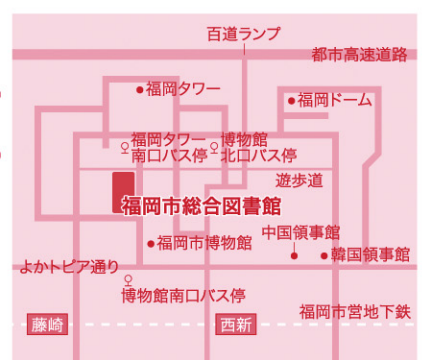 百道ランプ
都市高速道路
福岡タワー
福岡ドーム
福岡タワー
南口バス停
博物館
北口バス停
遊歩道
福岡市総合図書館
福岡市博物館
中国領事館
韓国領事館
よかトピア通り
博物館南口バス停
福岡市営地下鉄
藤崎
西新